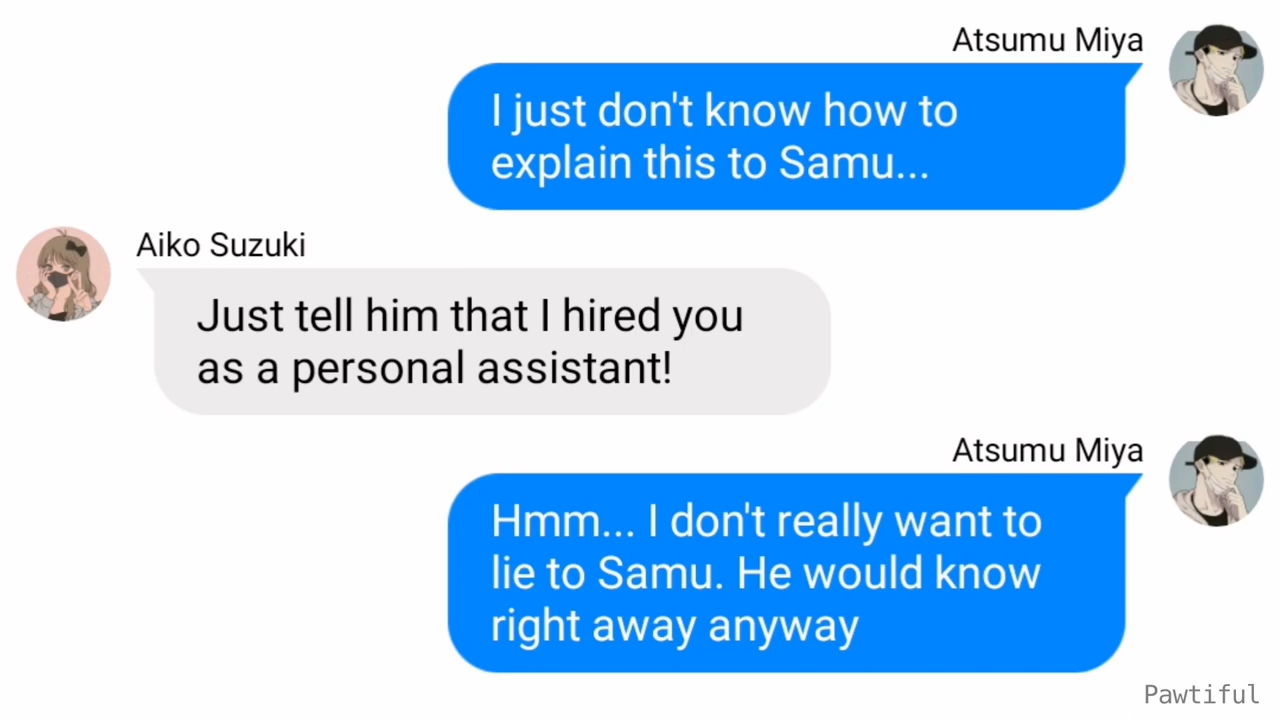 Atsumu Miya
I just don't know how to
explain this to Samu...
Aiko Suzuki
Just tell him that I hired you
as a personal assistant!
Atsumu Miya
Hmm... I don't really want to
lie to Samu. He would know
right away anyway
Pawtiful